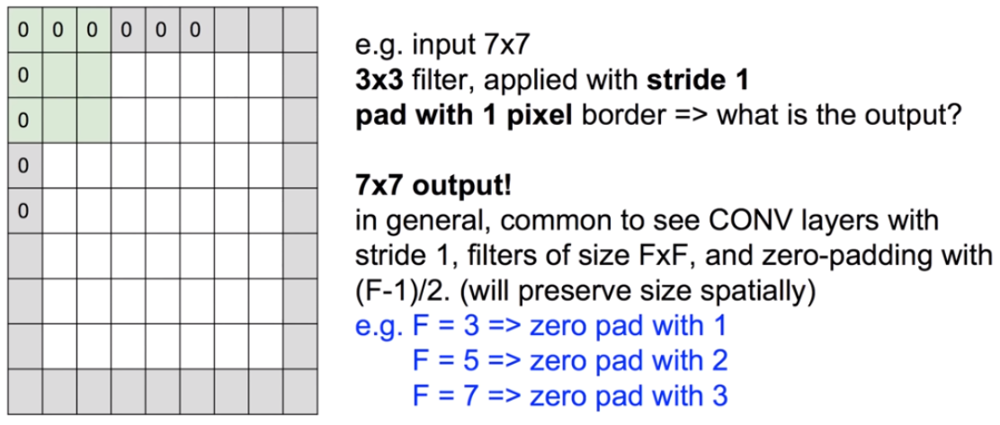 0 0 0 0 0 0
0
0
0
0
e.g. input 7x7
3x3 filter, applied with stride 1
pad with 1 pixel border => what is the output?
7x7 output!
in general, common to see CONV layers with
stride 1, filters of size FxF, and zero-padding with
(F-1)/2. (will preserve size spatially)
e.g. F = 3 => zero pad with 1
F = 5 => zero pad with 2
F = 7 => zero pad with 3